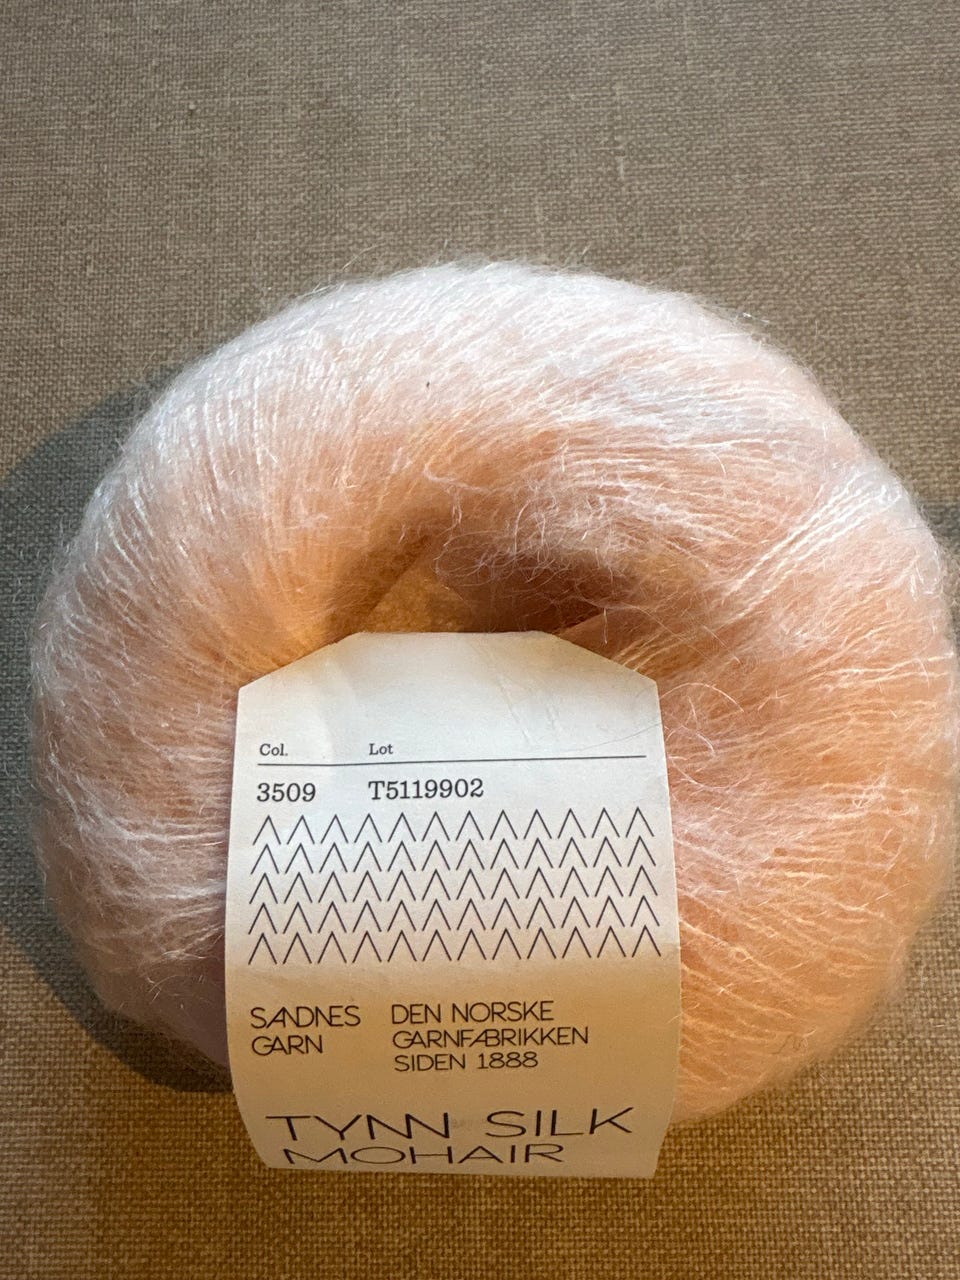 Col. Lot
3509 T5119902
SANDNES GARN
DEN NORSKE
GARNFABRIKKEN
SIDEN 1888
TYNN SILK
MOHAIR